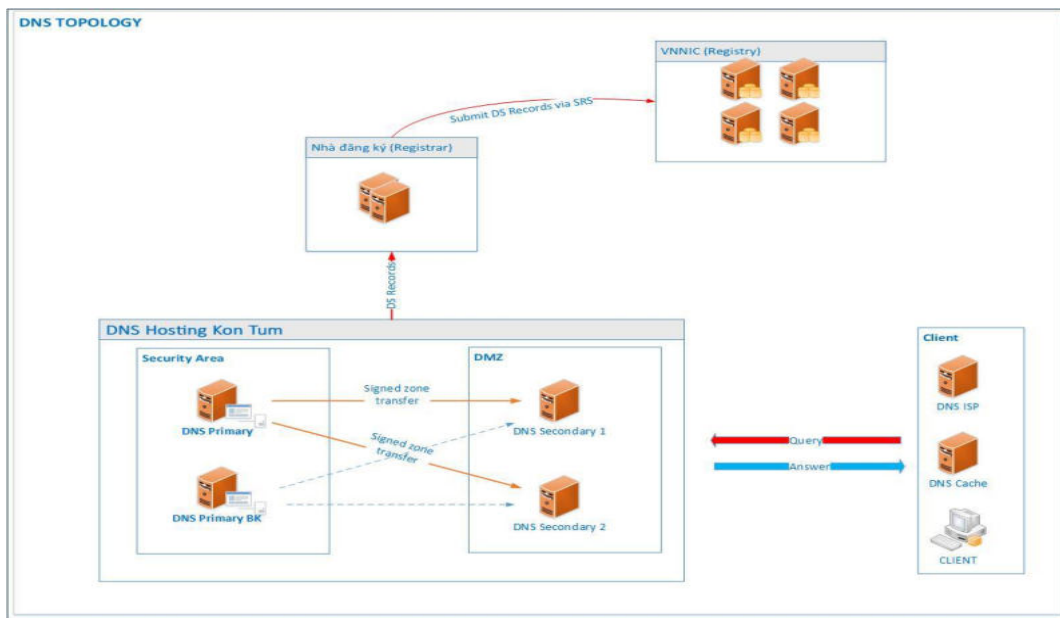 DNS TOPOLOGY
VNNIC (Registry)
Submit DS Records via SRS
Nhà đăng ký (Registrar)
DS Records
DNS Hosting Kon Tum
Security Area
DMZ
Client
Signed zone
transfer
DNS Primary
DNS Secondary 1
DNS ISP
Signed zone
transfer
Query
Answer
DNS Cache
DNS Primary BK
DNS Secondary 2
CLIENT